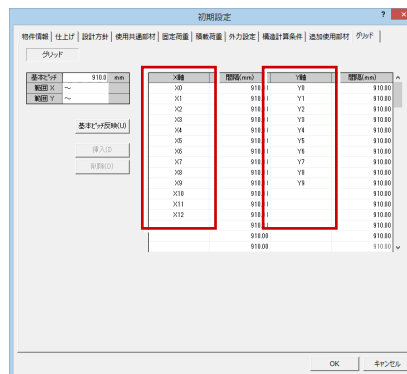 初期設定 ? ×
物件情報 仕上げ 設計方針 使用共通部材 固定荷重 積載荷重 外力設定 構造計算条件 追加使用部材 グリッド
グリッド
基本ピッチ 910.0 mm
範囲 X ～
範囲 Y ～
基本ピッチ反映(U)
挿入(I)
削除(D)
X軸 間隔(mm) Y軸 間隔(mm)
X0 910.00 Y0 910.00
X1 910.00 Y1 910.00
X2 910.00 Y2 910.00
X3 910.00 Y3 910.00
X4 910.00 Y4 910.00
X5 910.00 Y5 910.00
X6 910.00 Y6 910.00
X7 910.00 Y7 910.00
X8 910.00 Y8 910.00
X9 910.00 Y9 910.00
X10 910.00 910.00
X11 910.00 910.00
X12 910.00 910.00
910.00 910.00
910.00 910.00
OK キャンセル